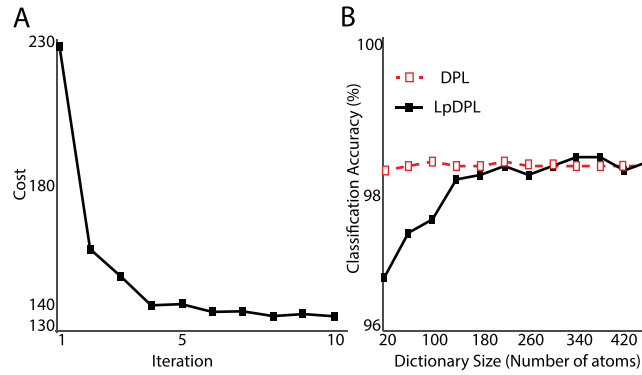 A
230
180
140
130
Cost
1
5
10
Iteration
B
100
98
96
Classification Accuracy (%)
DPL
LpDPL
20
100
180
260
340
420
Dictionary Size (Number of atoms)